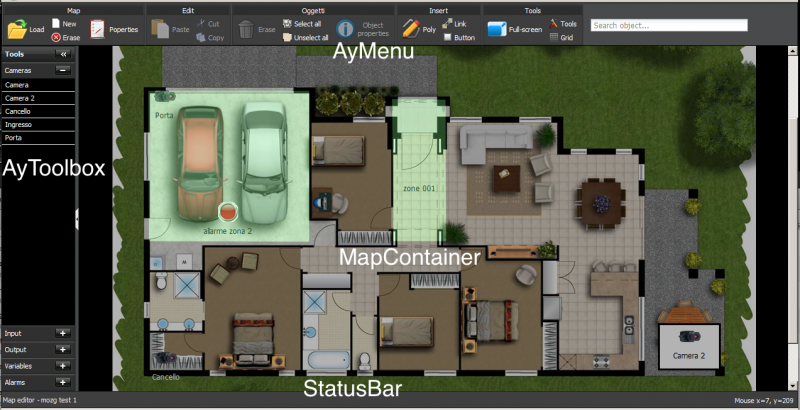 Map
Edit
Oggetti
Insert
Tools
Load
New
Erase
Poperties
Paste
Cut
Copy
Erase
Select all
Unselect all
Object properties
Poly
Link
Button
Full-screen
Tools
Grid
Search object...
AyMenu
Tools
Cameras
Camera
Camera 2
Cancello
Ingresso
Porta
AyToolbox
Input
Output
Variables
Alarms
Porta
alarme zona 2
zone 001
MapContainer
Cancello
Camera 2
StatusBar
Map editor - mozg test 1
Mouse x=7, y=209